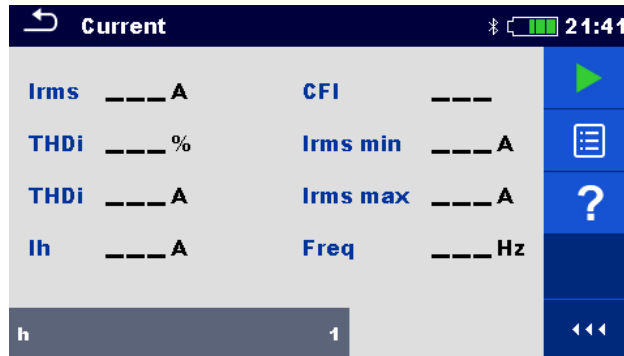 Current 21:41
Irms ___A CFI ___
THDi ___% Irms min ___A
THDi ___A Irms max ___A
Ih ___A Freq ___Hz
?
h 1